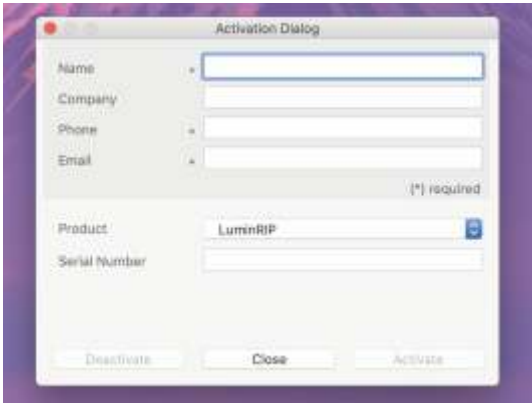 Activation Dialog
Name *
Company
Phone *
Email *
(*) required
Product LuminRIP
Serial Number
Deactivate Close Activate